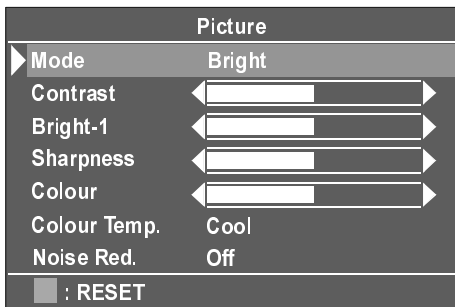 Picture
Mode Bright
Contrast
Bright-1
Sharpness
Colour
Colour Temp. Cool
Noise Red. Off
: RESET